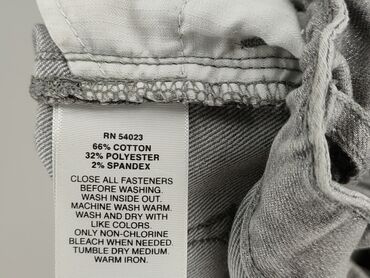 RN 54023
66% COTTON
32% POLYESTER
2% SPANDEX
CLOSE ALL FASTENERS
BEFORE WASHING.
WASH INSIDE OUT.
MACHINE WASH WARM.
WASH AND DRY WITH
LIKE COLORS.
ONLY NON-CHLORINE
BLEACH WHEN NEEDED.
TUMBLE DRY MEDIUM.
WARM IRON.